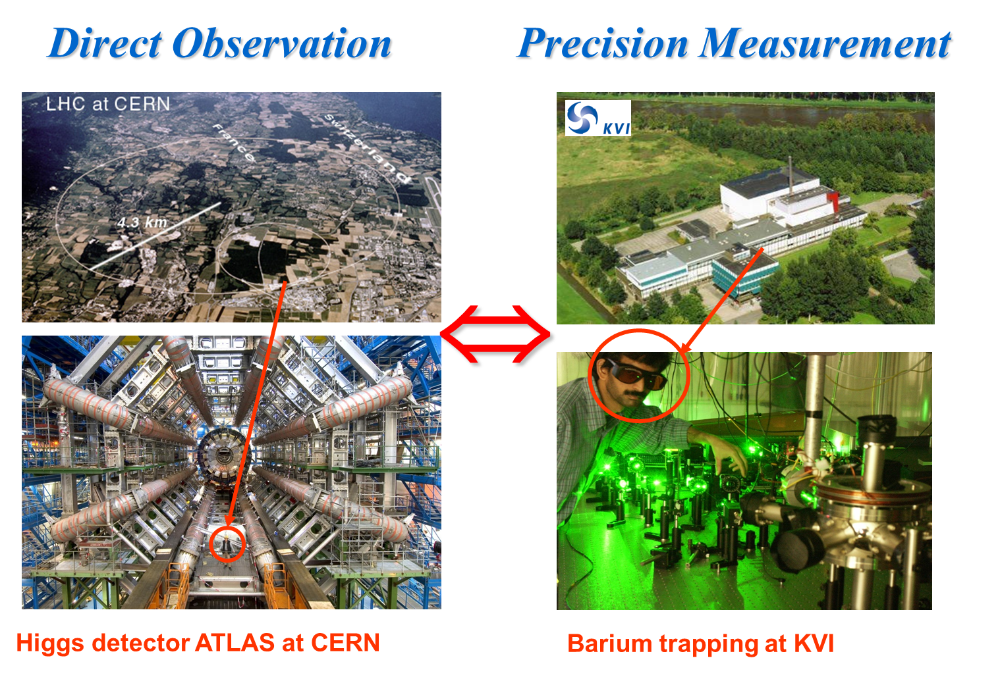 Direct Observation
Precision Measurement
LHC at CERN
France
Switzerland
4.3 km
KVI
Higgs detector ATLAS at CERN
Barium trapping at KVI